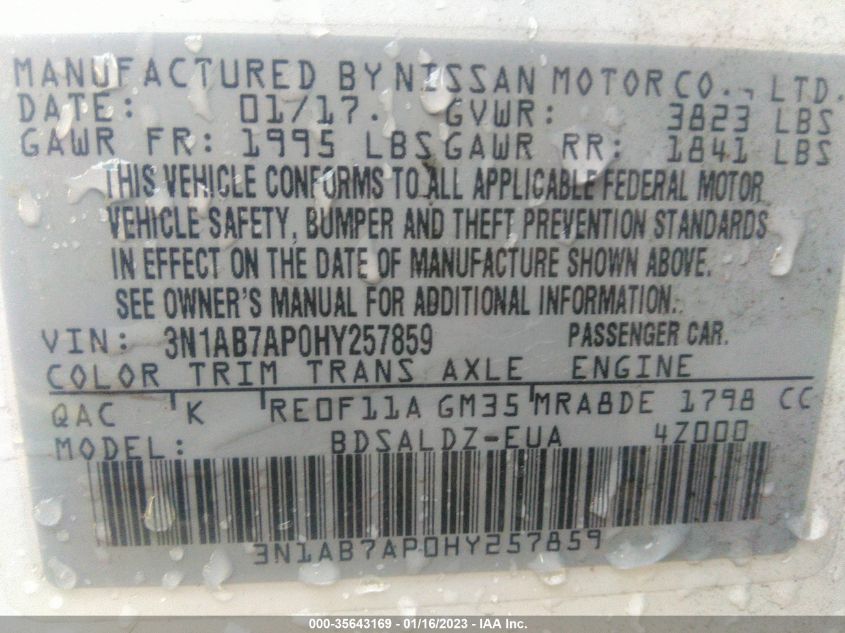 MANUFACTURED BY NISSAN MOTOR CO., LTD.
DATE: 01/17. GVWR: 3823 LBS
GAWR FR: 1995 LBS GAWR RR: 1841 LBS
THIS VEHICLE CONFORMS TO ALL APPLICABLE FEDERAL MOTOR
VEHICLE SAFETY, BUMPER AND THEFT PREVENTION STANDARDS
IN EFFECT ON THE DATE OF MANUFACTURE SHOWN ABOVE.
SEE OWNER'S MANUAL FOR ADDITIONAL INFORMATION.
VIN: 3N1AB7AP0HY257859 PASSENGER CAR.
COLOR TRIM TRANS AXLE ENGINE
QAC K RE0F11A GM35 MRA8DE 1798 CC
MODEL: BDSALDZ-EUA 4Z000
3N1AB7AP0HY257859
000-35643169 - 01/16/2023 - IAA Inc.